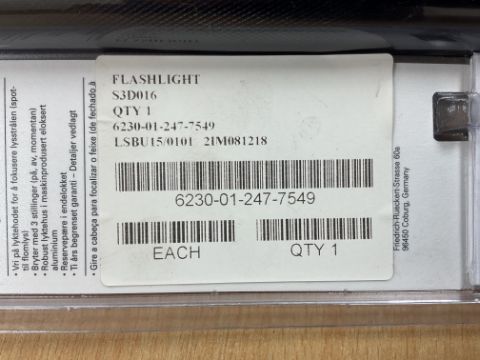 FLASHLIGHT
S3D016
QTY 1
6230-01-247-7549
LSBU15/0101 21M081218
6230-01-247-7549
EACH
QTY 1
• Vri på lyktehodet for å fokusere lysstrålen (spot-
til flomlys)
• Bryter med 3 stillinger (på, av, momentan)
• Robust lyktehus i maskinprodusert eloksert
aluminium
• Reservepære i endelokket
• Ti års begrenset garanti – Detaljer vedlagt
• Gire a cabeça para focalizar o feixe (de fechado à
Friedrich-Rueckert-Strasse 60a
96450 Coburg, Germany